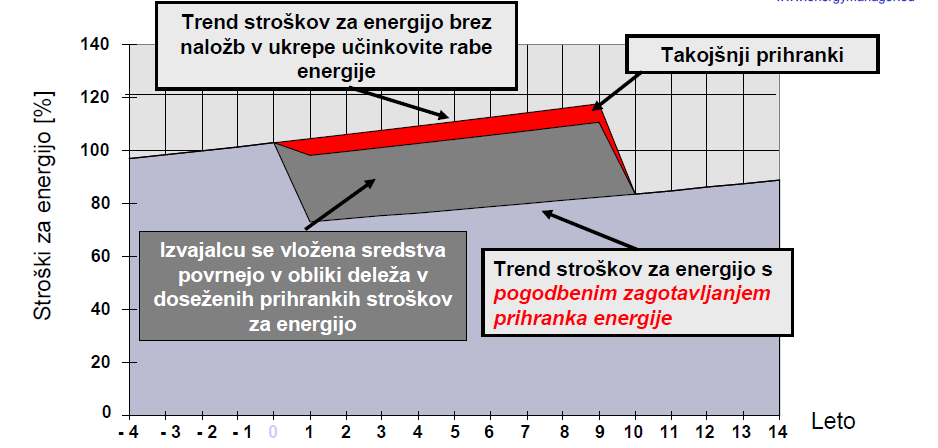 Trend stroškov za energijo brez
naložb v ukrepe učinkovite rabe
energije
Takojšnji prihranki
Stroški za energijo [%]
140
120
100
80
60
40
20
0
Izvajalcu se vložena sredstva
povrnejo v obliki deleža v
doseženih prihrankih stroškov
za energijo
Trend stroškov za energijo s
pogodbenim zagotavljanjem
prihranka energije
- 4 - 3 - 2 - 1 0 1 2 3 4 5 6 7 8 9 10 11 12 13 14
Leto